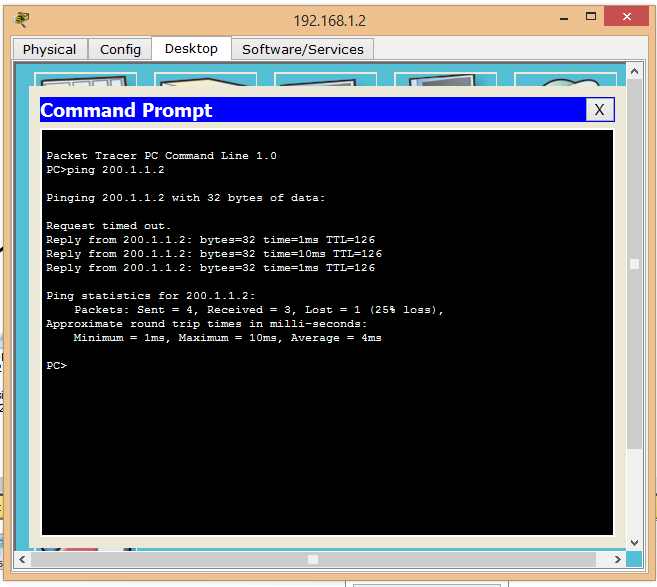 192.168.1.2
Physical Config Desktop Software/Services
Command Prompt X
Packet Tracer PC Command Line 1.0
PC>ping 200.1.1.2
Pinging 200.1.1.2 with 32 bytes of data:
Request timed out.
Reply from 200.1.1.2: bytes=32 time=1ms TTL=126
Reply from 200.1.1.2: bytes=32 time=10ms TTL=126
Reply from 200.1.1.2: bytes=32 time=1ms TTL=126
Ping statistics for 200.1.1.2:
Packets: Sent = 4, Received = 3, Lost = 1 (25% loss),
Approximate round trip times in milli-seconds:
Minimum = 1ms, Maximum = 10ms, Average = 4ms
PC>